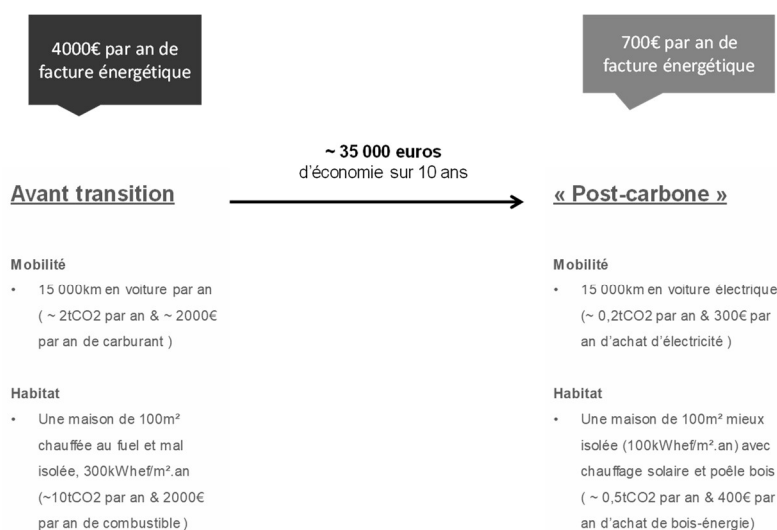 4000€ par an de
facture énergétique
700€ par an de
facture énergétique
~ 35 000 euros
d'économie sur 10 ans
Avant transition
« Post-carbone »
Mobilité
• 15 000km en voiture par an
( ~ 2tCO2 par an & ~ 2000€
par an de carburant )
Habitat
• Une maison de 100m²
chauffée au fuel et mal
isolée, 300kWhef/m².an
(~10tCO2 par an & 2000€
par an de combustible )
Mobilité
• 15 000km en voiture électrique
(~ 0,2tCO2 par an & 300€ par
an d'achat d'électricité )
Habitat
• Une maison de 100m² mieux
isolée (100kWhef/m².an) avec
chauffage solaire et poêle bois
( ~ 0,5tCO2 par an & 400€ par
an d'achat de bois-énergie)